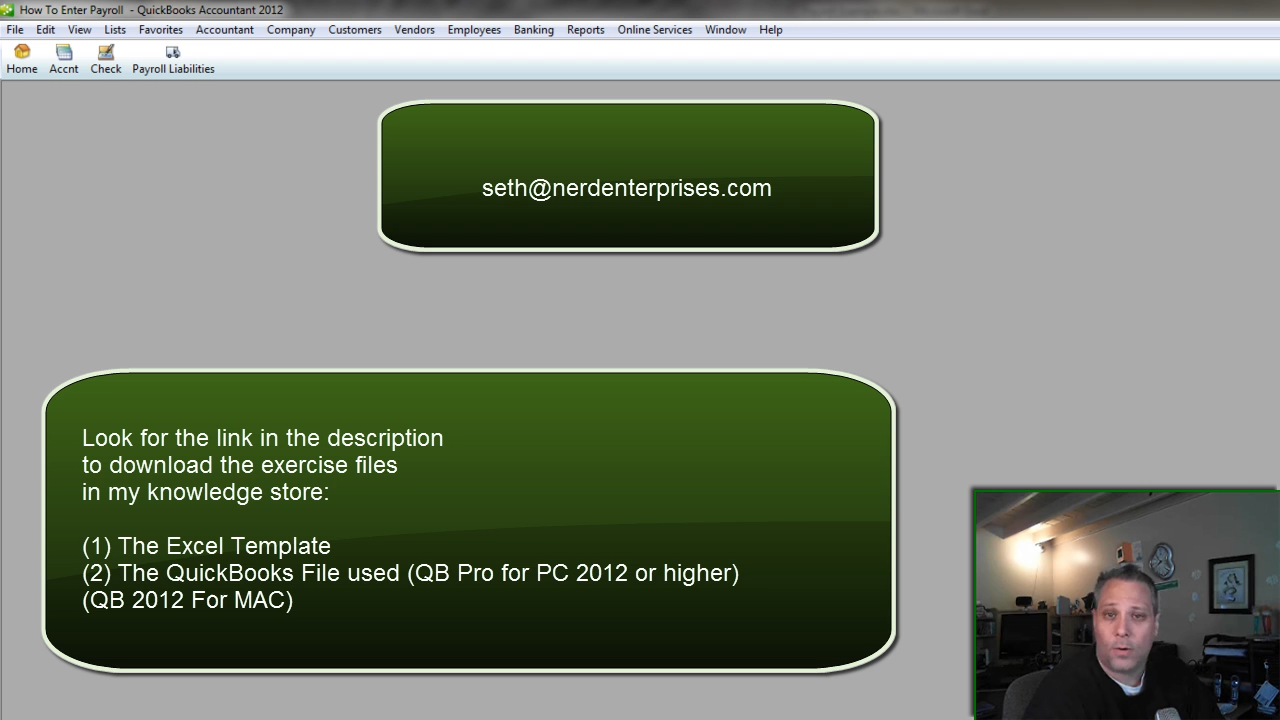 How To Enter Payroll - QuickBooks Accountant 2012
File Edit View Lists Favorites Accountant Company Customers Vendors Employees Banking Reports Online Services Window Help
Home Accnt Check Payroll Liabilities
seth@nerdenterprises.com
Look for the link in the description
to download the exercise files
in my knowledge store:
(1) The Excel Template
(2) The QuickBooks File used (QB Pro for PC 2012 or higher)
(QB 2012 For MAC)